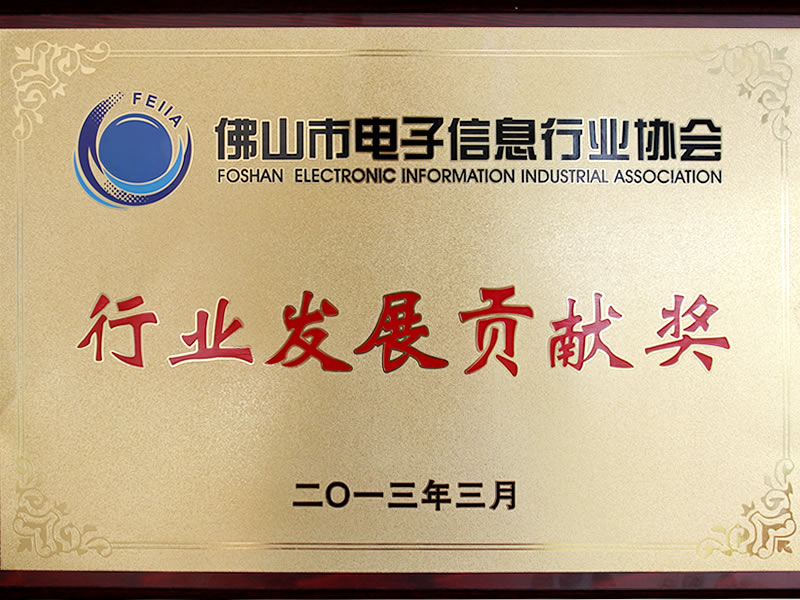 FEIIA
佛山市电子信息行业协会
FOSHAN ELECTRONIC INFORMATION INDUSTRIAL ASSOCIATION
行业发展贡献奖
二〇一三年三月